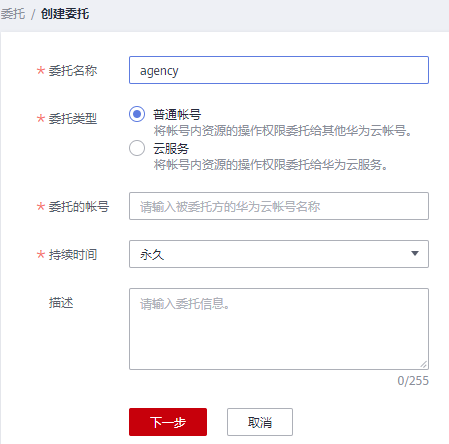 委托 / 创建委托
* 委托名称 agency
* 委托类型 普通帐号
将帐号内资源的操作权限委托给其他华为云帐号。
云服务
将帐号内资源的操作权限委托给华为云服务。
* 委托的帐号 请输入被委托方的华为云帐号名称
* 持续时间 永久
描述 请输入委托信息。
0/255
下一步 取消